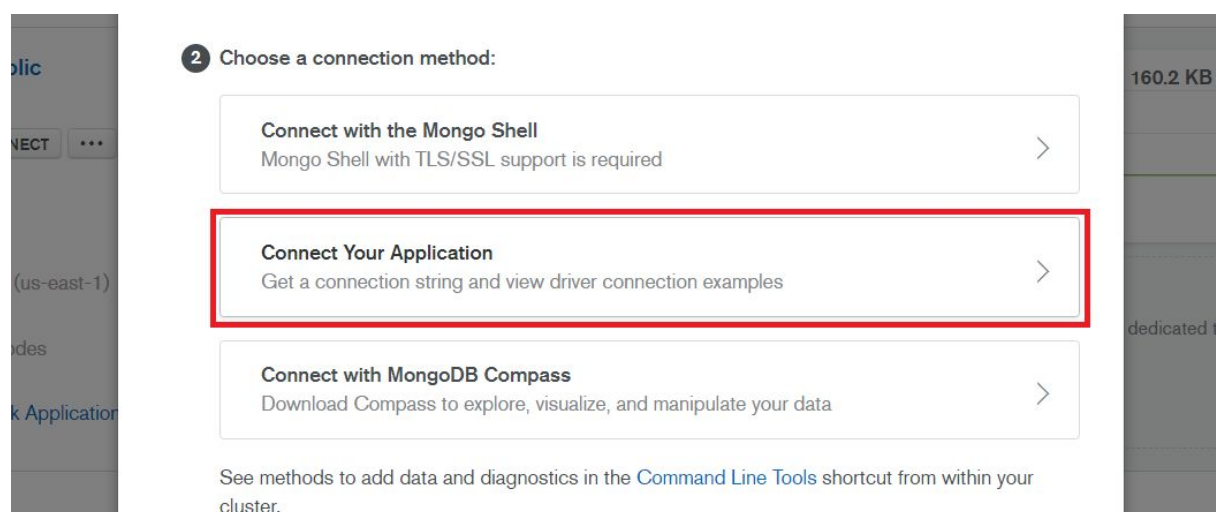 2 Choose a connection method:
160.2 KB
Connect with the Mongo Shell
Mongo Shell with TLS/SSL support is required
•••
Connect Your Application
Get a connection string and view driver connection examples
(us-east-1)
dedicated
Connect with MongoDB Compass
Download Compass to explore, visualize, and manipulate your data
Application
See methods to add data and diagnostics in the Command Line Tools shortcut from within your
cluster.